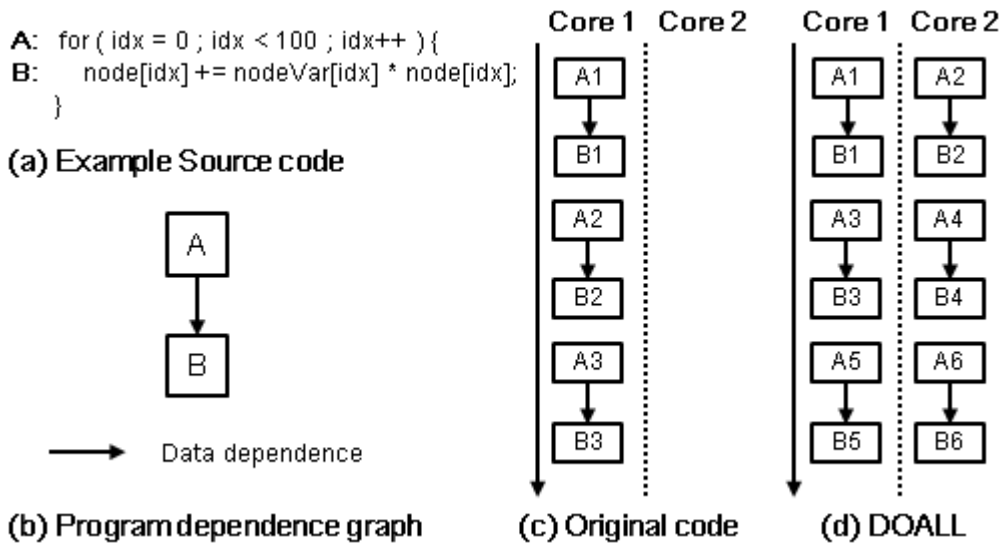 A: for ( idx = 0 ; idx < 100 ; idx++ ) {
B: node[idx] += nodeVar[idx] * node[idx];
}
(a) Example Source code
A
B
Data dependence
(b) Program dependence graph
Core 1 Core 2
A1
B1
A2
B2
A3
B3
(c) Original code
Core 1 Core 2
A1 A2
B1 B2
A3 A4
B3 B4
A5 A6
B5 B6
(d) DOALL